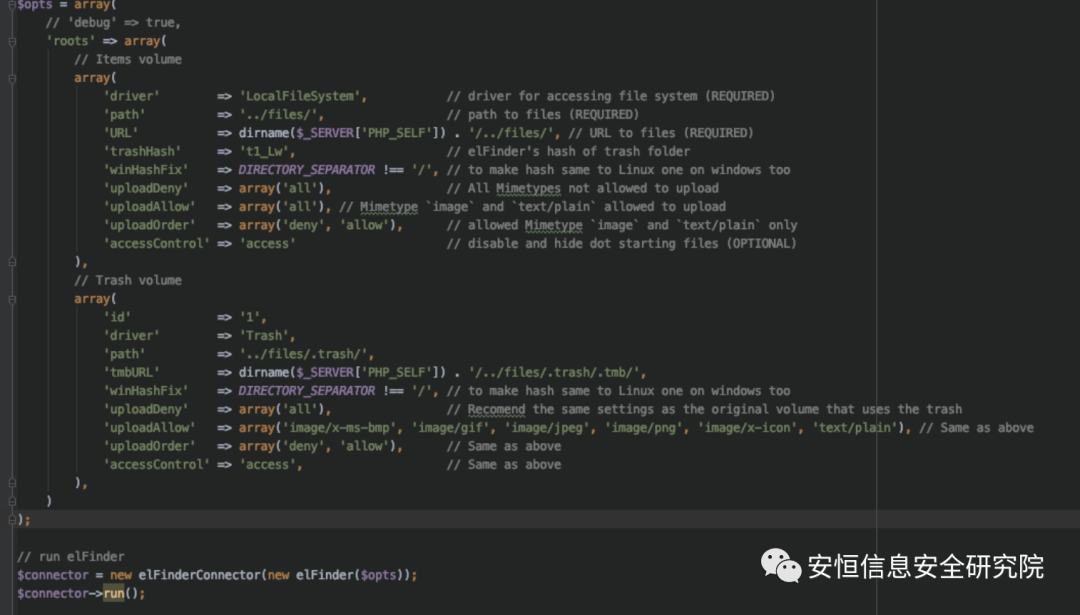 $opts = array(
// 'debug' => true,
'roots' => array(
// Items volume
array(
'driver' => 'LocalFileSystem', // driver for accessing file system (REQUIRED)
'path' => '../files/', // path to files (REQUIRED)
'URL' => dirname($_SERVER['PHP_SELF']) . '/../files/', // URL to files (REQUIRED)
'trashHash' => 't1_Lw', // elFinder's hash of trash folder
'winHashFix' => DIRECTORY_SEPARATOR !== '/', // to make hash same to Linux one on windows too
'uploadDeny' => array('all'), // All Mimetypes not allowed to upload
'uploadAllow' => array('all'), // Mimetype `image` and `text/plain` allowed to upload
'uploadOrder' => array('deny', 'allow'), // allowed Mimetype `image` and `text/plain` only
'accessControl' => 'access' // disable and hide dot starting files (OPTIONAL)
),
// Trash volume
array(
'id' => '1',
'driver' => 'Trash',
'path' => '../files/.trash/',
'tmbURL' => dirname($_SERVER['PHP_SELF']) . '/../files/.trash/.tmb/',
'winHashFix' => DIRECTORY_SEPARATOR !== '/', // to make hash same to Linux one on windows too
'uploadDeny' => array('all'), // Recomend the same settings as the original volume that uses the trash
'uploadAllow' => array('image/x-ms-bmp', 'image/gif', 'image/jpeg', 'image/png', 'image/x-icon', 'text/plain'), // Same as above
'uploadOrder' => array('deny', 'allow'), // Same as above
'accessControl' => 'access', // Same as above
),
)
);
// run elFinder
$connector = new elFinderConnector(new elFinder($opts));
$connector->run();
安恒信息安全研究院